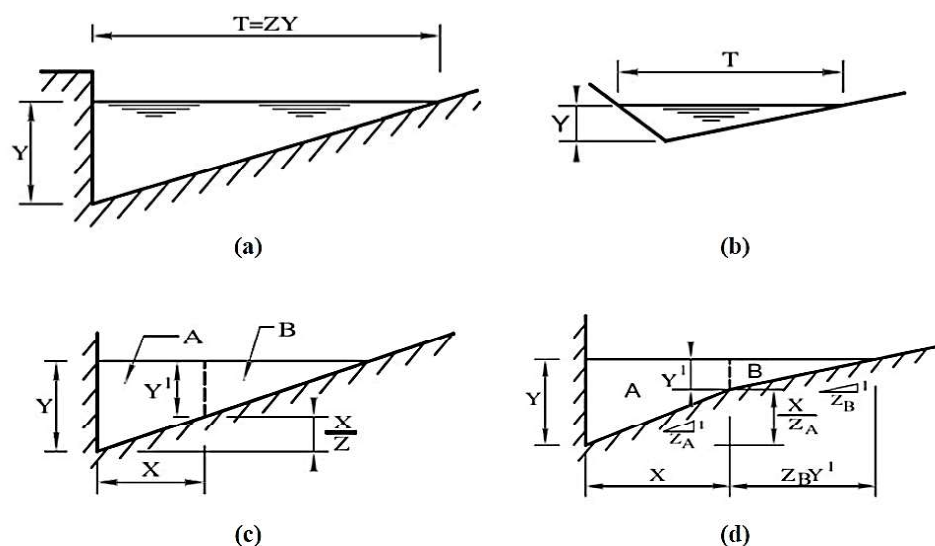 T=ZY
Y
(a)
T
Y
(b)
A
B
Y
Y¹
X
X
Z
(c)
Y
A
Y¹
B
Z_A
1
X
Z_A
1
Z_B
X
Z_BY¹
(d)